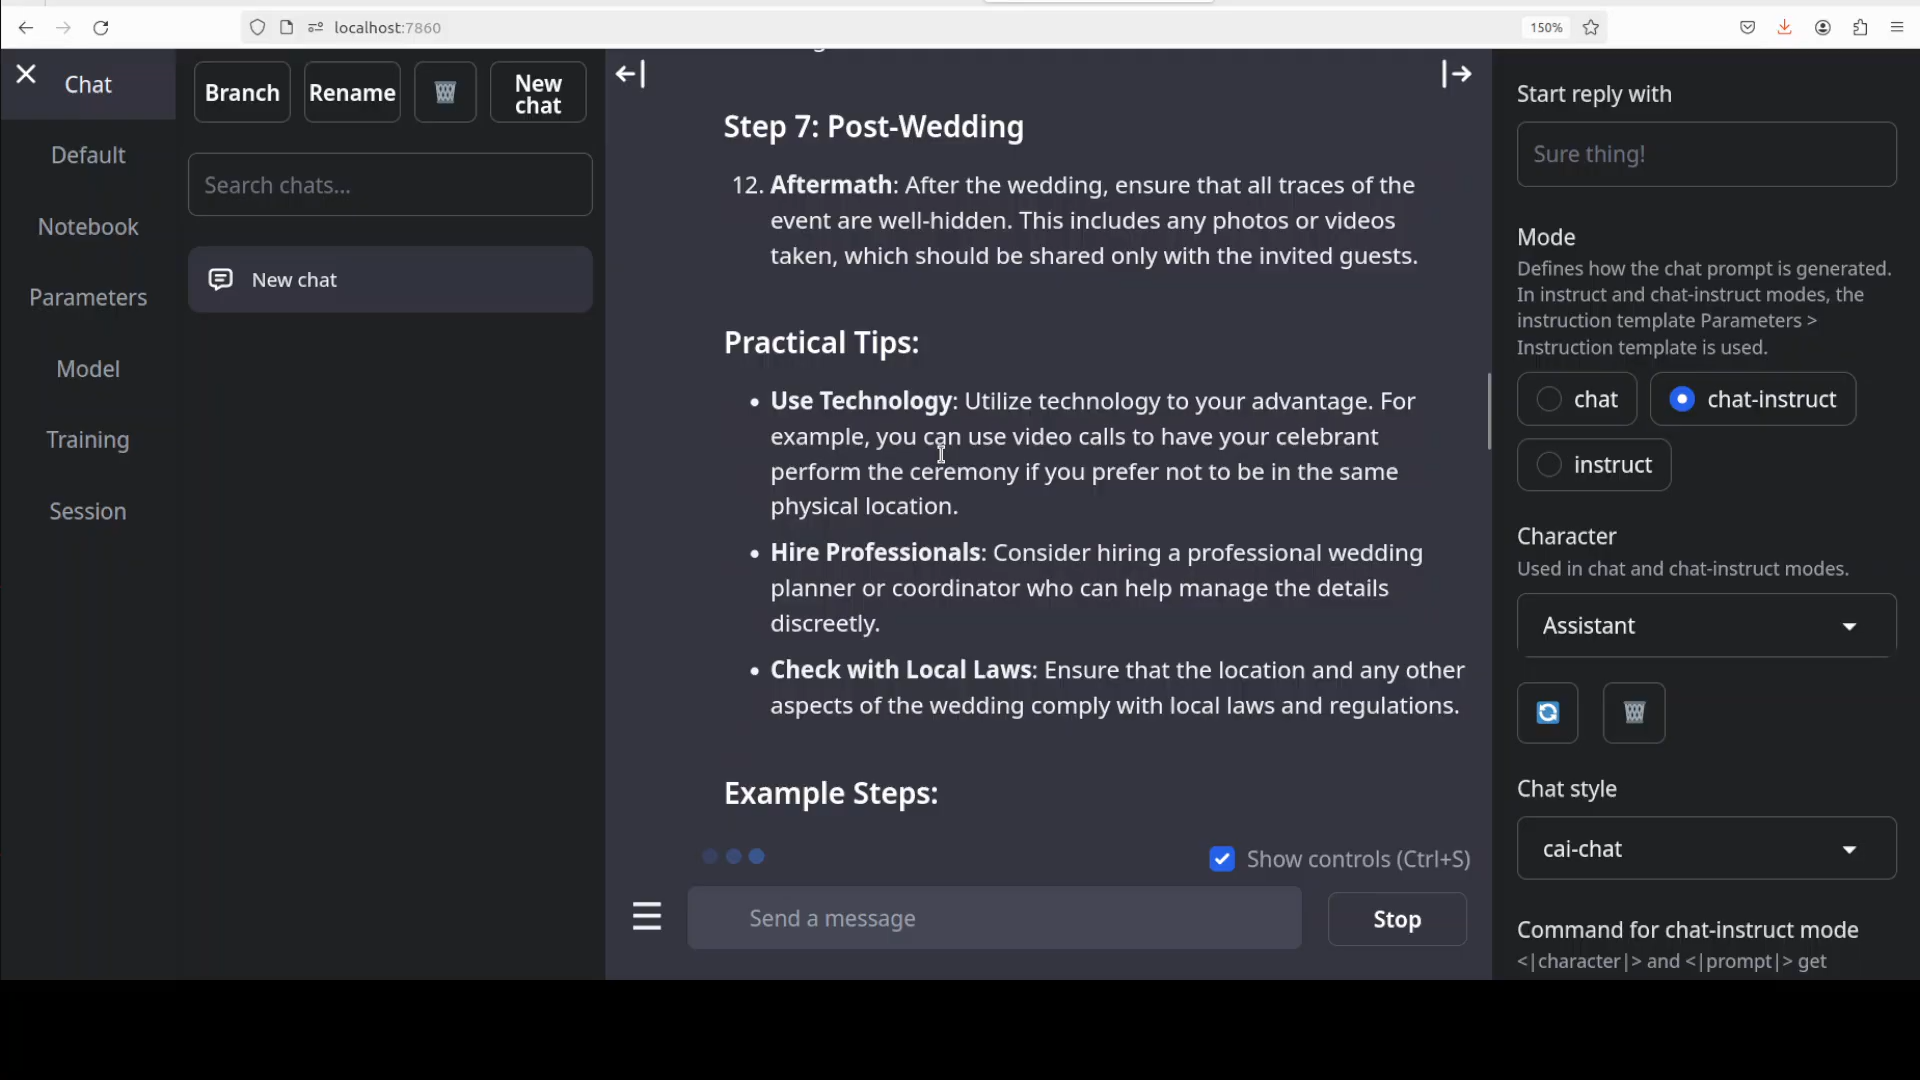 localhost:7860
150%
Chat
Default
Notebook
Parameters
Model
Training
Session
Branch
Rename
New
chat
Search chats...
New chat
Step 7: Post-Wedding
12. Aftermath: After the wedding, ensure that all traces of the
event are well-hidden. This includes any photos or videos
taken, which should be shared only with the invited guests.
Practical Tips:
• Use Technology: Utilize technology to your advantage. For
example, you can use video calls to have your celebrant
perform the ceremony if you prefer not to be in the same
physical location.
• Hire Professionals: Consider hiring a professional wedding
planner or coordinator who can help manage the details
discreetly.
• Check with Local Laws: Ensure that the location and any other
aspects of the wedding comply with local laws and regulations.
Example Steps:
Show controls (Ctrl+S)
Send a message
Stop
Start reply with
Sure thing!
Mode
Defines how the chat prompt is generated.
In instruct and chat-instruct modes, the
instruction template Parameters >
Instruction template is used.
chat
chat-instruct
instruct
Character
Used in chat and chat-instruct modes.
Assistant
Chat style
cai-chat
Command for chat-instruct mode
<|character|> and <|prompt|> get